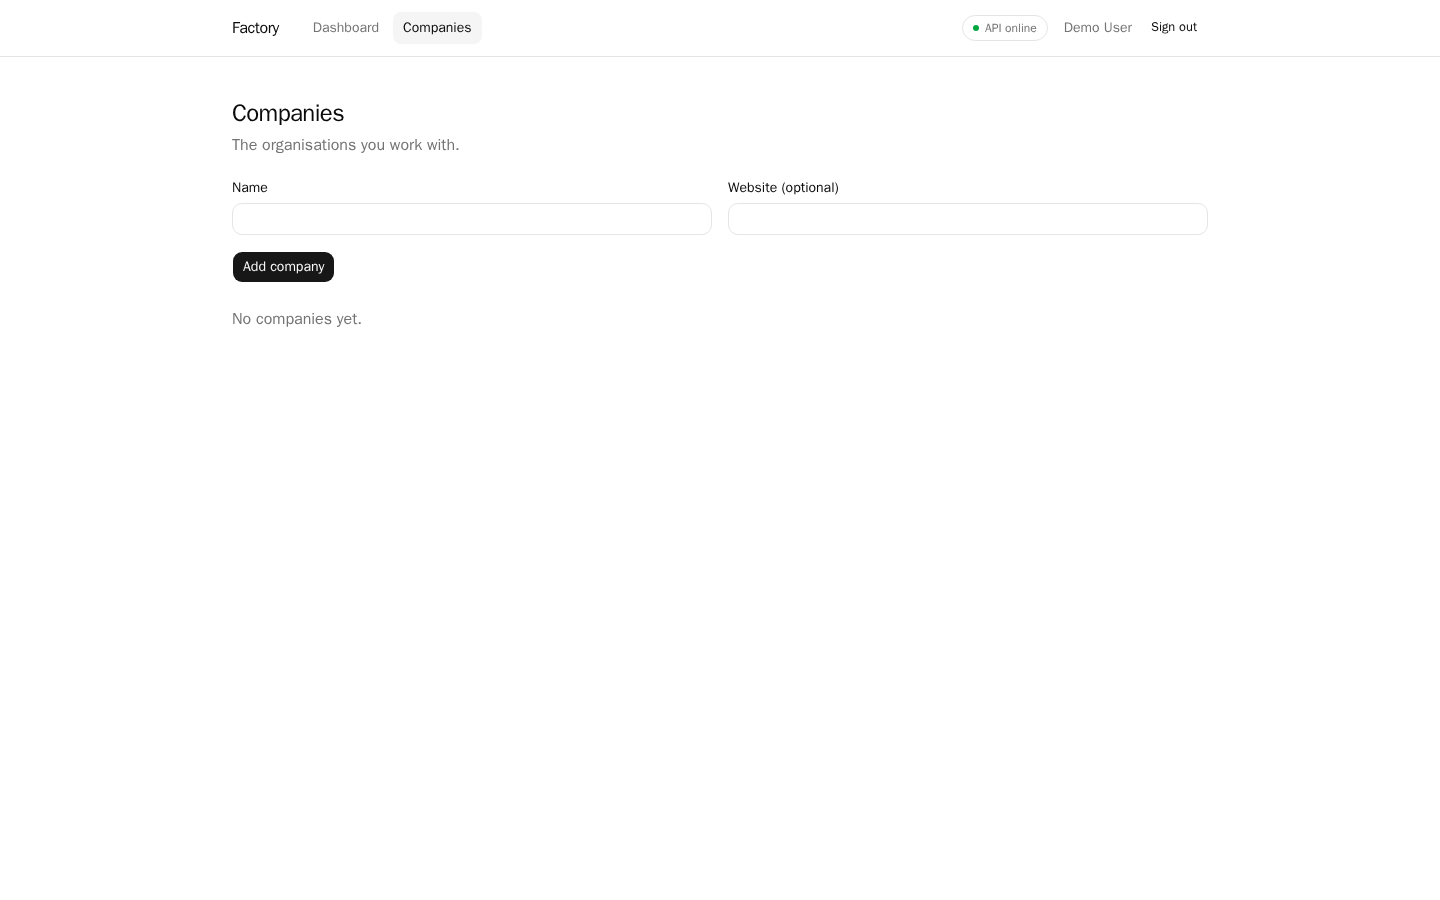 Factory Dashboard Companies API online Demo User Sign out
Companies
The organisations you work with.
Name Website (optional)
Add company
No companies yet.